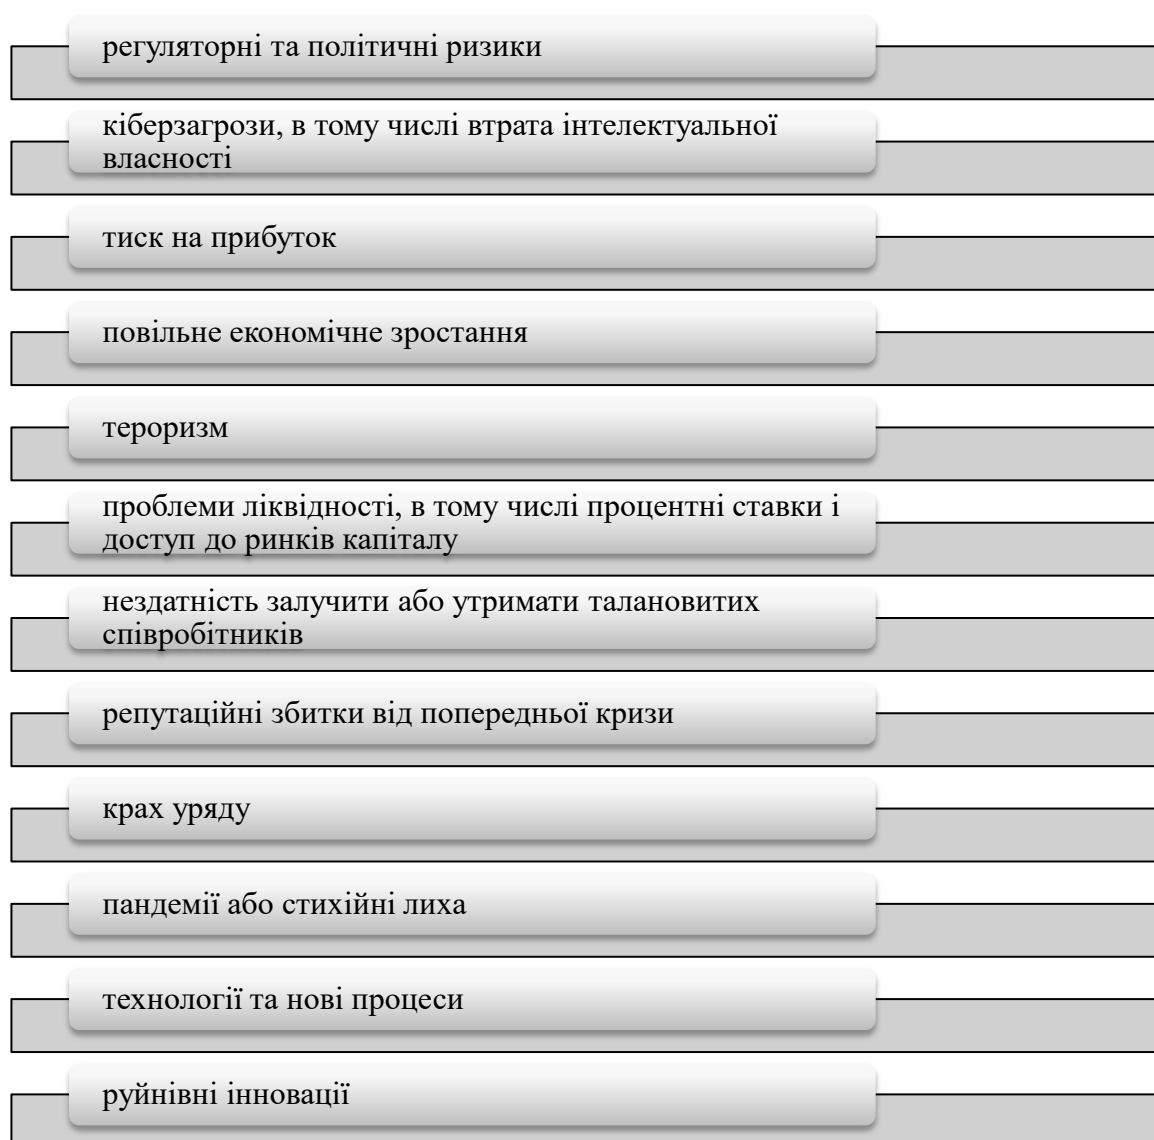 регуляторні та політичні ризики
кіберзагрози, в тому числі втрата інтелектуальної
власності
тиск на прибуток
повільне економічне зростання
тероризм
проблеми ліквідності, в тому числі процентні ставки і
доступ до ринків капіталу
нездатність залучити або утримати талановитих
співробітників
репутаційні збитки від попередньої кризи
крах уряду
пандемії або стихійні лиха
технології та нові процеси
руйнівні інновації